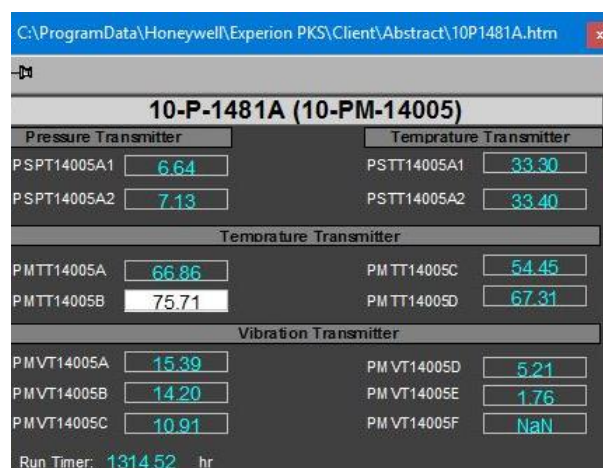 C:\ProgramData\Honeywell\Experion PKS\Client\Abstract\10P1481A.htm x
10-P-1481A (10-PM-14005)
Pressure Transmitter Temprature Transmitter
PSPT14005A1 6.64 PSTT14005A1 33.30
PSPT14005A2 7.13 PSTT14005A2 33.40
Temprature Transmitter
PMTT14005A 66.86 PMTT14005C 54.45
PMTT14005B 75.71 PMTT14005D 67.31
Vibration Transmitter
PMVT14005A 15.39 PMVT14005D 5.21
PMVT14005B 14.20 PMVT14005E 1.76
PMVT14005C 10.91 PMVT14005F NaN
Run Timer: 1314.52 hr